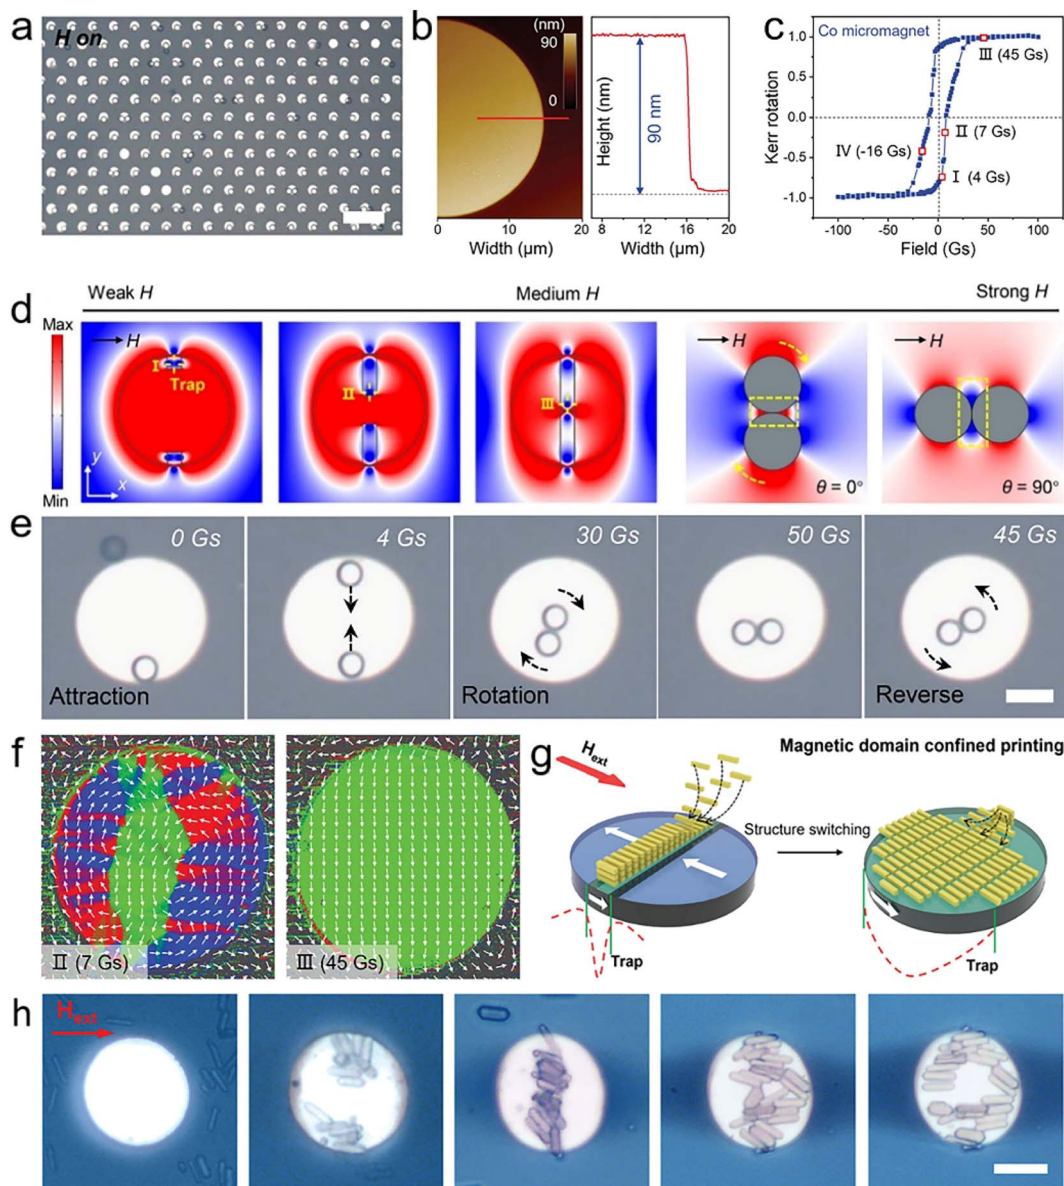 a
H on
b
(nm)
90
0
0
10
20
Width (μm)
Height (nm)
90 nm
8
12
16
20
Width (μm)
c
Co micromagnet
Kerr rotation
1.0
0.5
0.0
-0.5
-1.0
III (45 Gs)
II (7 Gs)
IV (-16 Gs)
I (4 Gs)
-100
-50
0
50
100
Field (Gs)
d
Weak H
Medium H
Strong H
Max
Min
H
I
Trap
y
x
II
III
H
θ = 0°
H
θ = 90°
e
0 Gs
4 Gs
30 Gs
50 Gs
45 Gs
Attraction
Rotation
Reverse
f
II (7 Gs)
III (45 Gs)
g
Magnetic domain confined printing
Hext
Structure switching
Trap
Trap
h
Hext